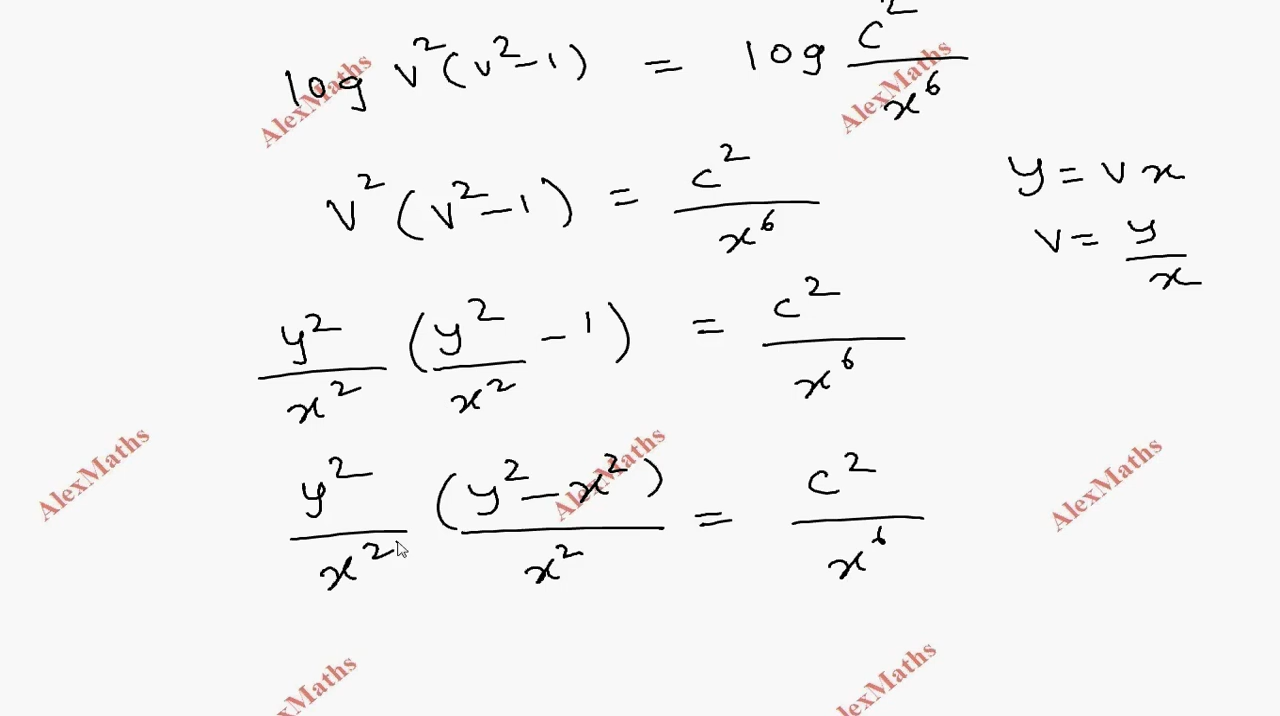 log v²(v²-1) = log c²/x⁶
v²(v²-1) = c²/x⁶
y = vx
v = y/x
y²/x² (y²/x² - 1) = c²/x⁶
y²/x² (y²-x²)/x² = c²/x⁶
AlexMaths
AlexMaths
AlexMaths
AlexMaths
AlexMaths
AlexMaths
AlexMaths